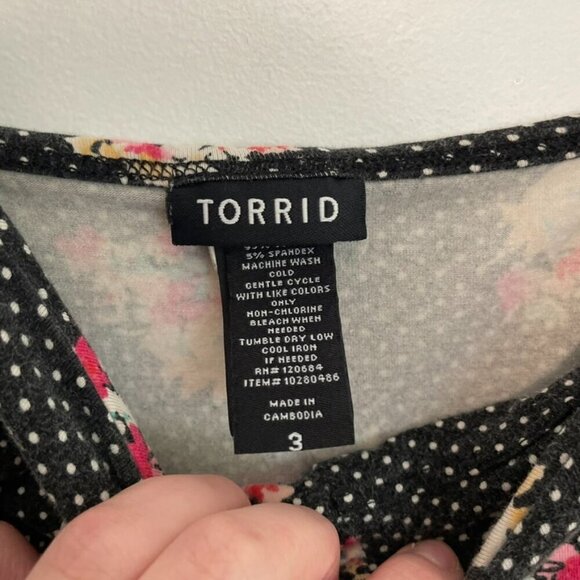 TORRID
5% SPANDEX
MACHINE WASH
COLD
GENTLE CYCLE
WITH LIKE COLORS
ONLY
NON-CHLORINE
BLEACH WHEN
NEEDED
TUMBLE DRY LOW
COOL IRON
IF NEEDED
RN# 120684
ITEM# 10280486
MADE IN
CAMBODIA
3